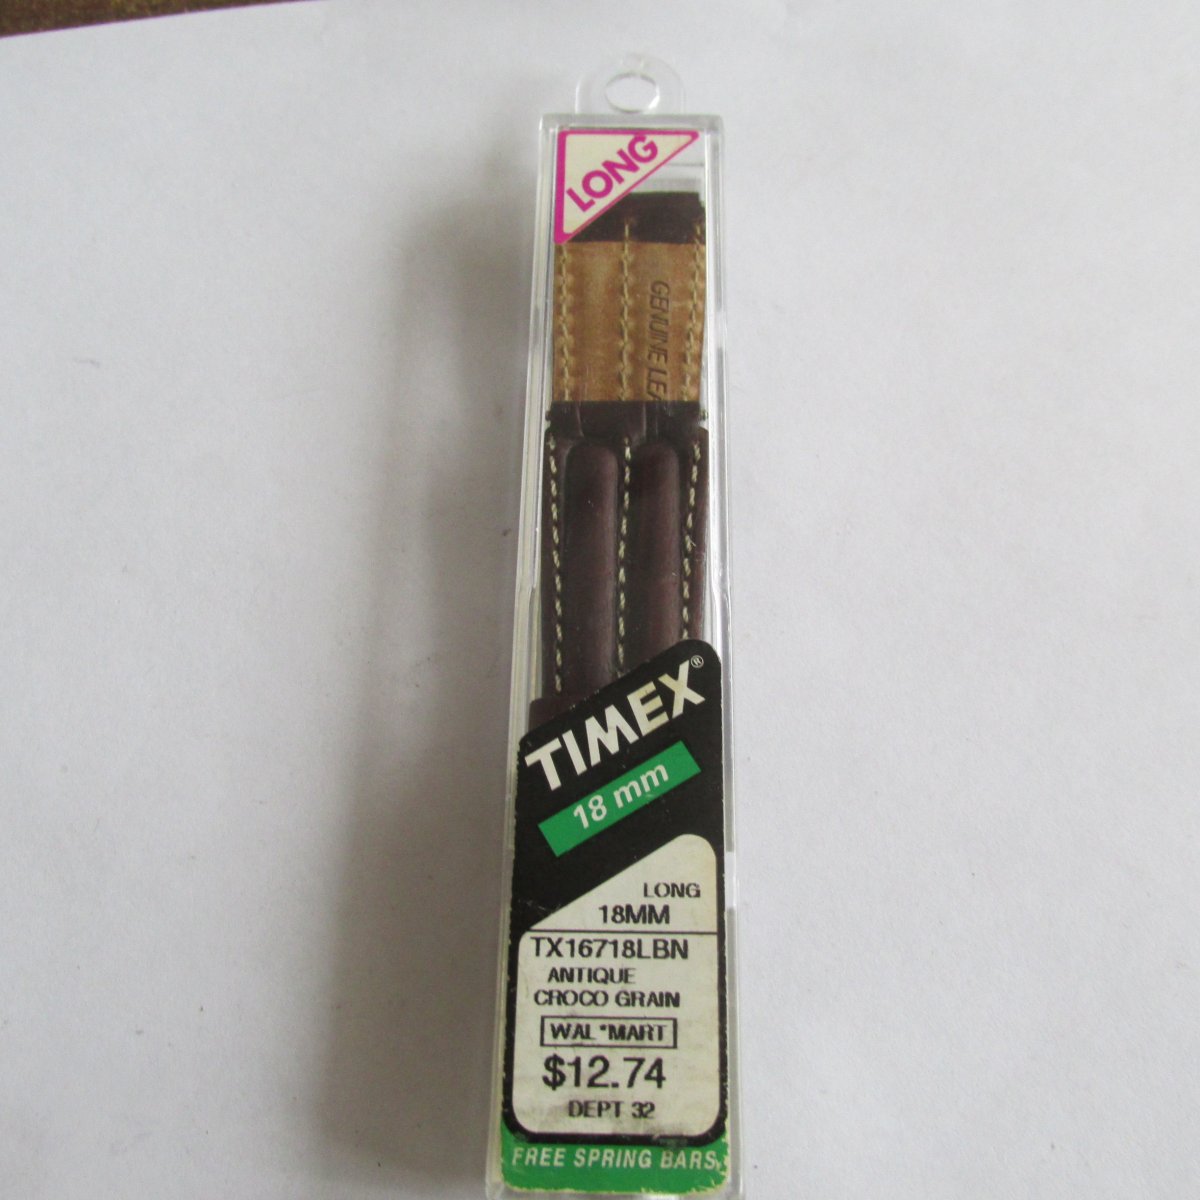 LONG
GENUINE LEA
TIMEX®
18 mm
LONG
18MM
TX16718LBN
ANTIQUE
CROCO GRAIN
WAL*MART
$12.74
DEPT 32
FREE SPRING BARS